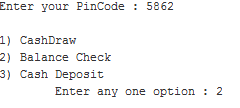 Enter your PinCode : 5862
1) CashDraw
2) Balance Check
3) Cash Deposit
Enter any one option : 2